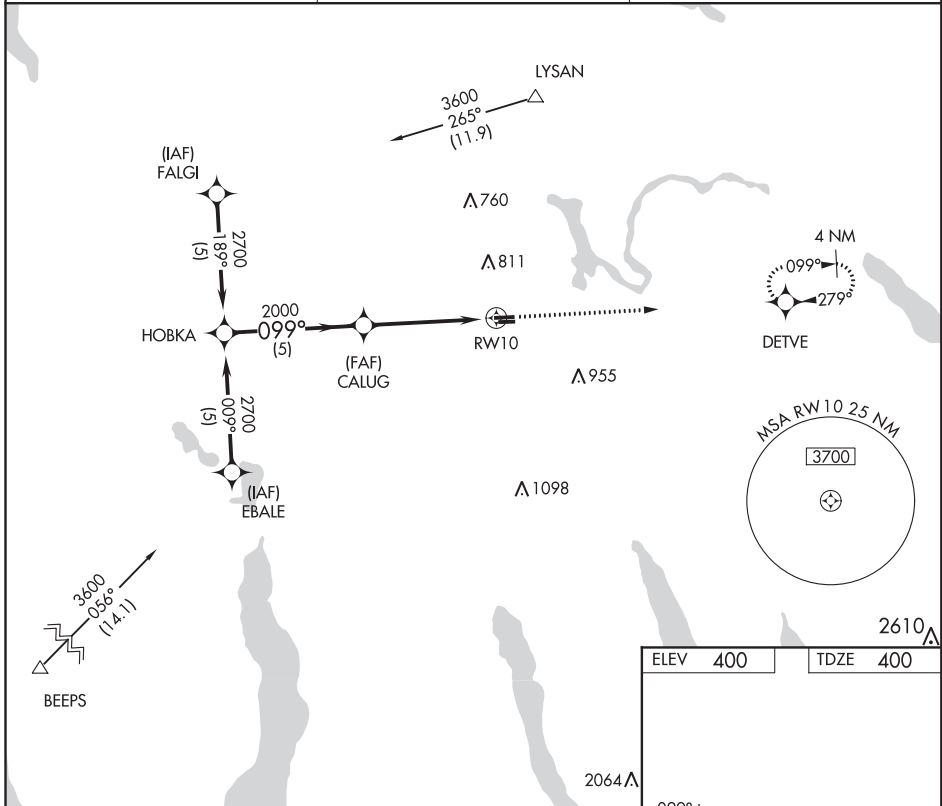 LYSAN
3600
265°
(11.9)
(IAF)
FALGI
760
2700
189°
(5)
811
4 NM
099°
279°
DETVE
HOBKA
2000
099°
(5)
(FAF)
CALUG
RW10
955
MSA RW10 25 NM
3700
2700
009°
(5)
(IAF)
EBALE
1098
3600
056°
(14.1)
BEEPS
2610
ELEV 400
TDZE 400
2064